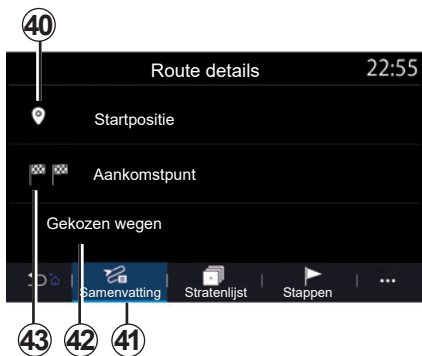 40
Route details 22:55
Startpositie
Aankomstpunt
Gekozen wegen
Samenvatting Stratenlijst Stappen ...
43 42 41